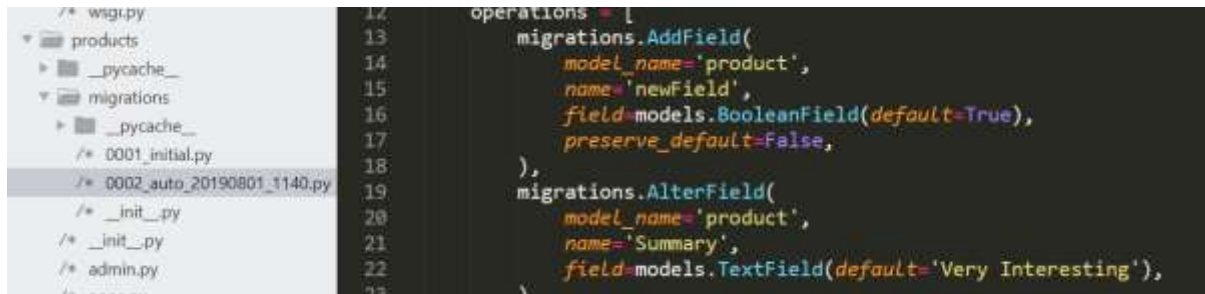 /* wsgi.py
products
__pycache__
migrations
__pycache__
/* 0001_initial.py
/* 0002_auto_20190801_1140.py
/* __init__.py
/* __init__.py
/* admin.py
12 operations = [
13 migrations.AddField(
14 model_name='product',
15 name='newField',
16 field=models.BooleanField(default=True),
17 preserve_default=False,
18 ),
19 migrations.AlterField(
20 model_name='product',
21 name='Summary',
22 field=models.TextField(default='Very Interesting'),
23 )